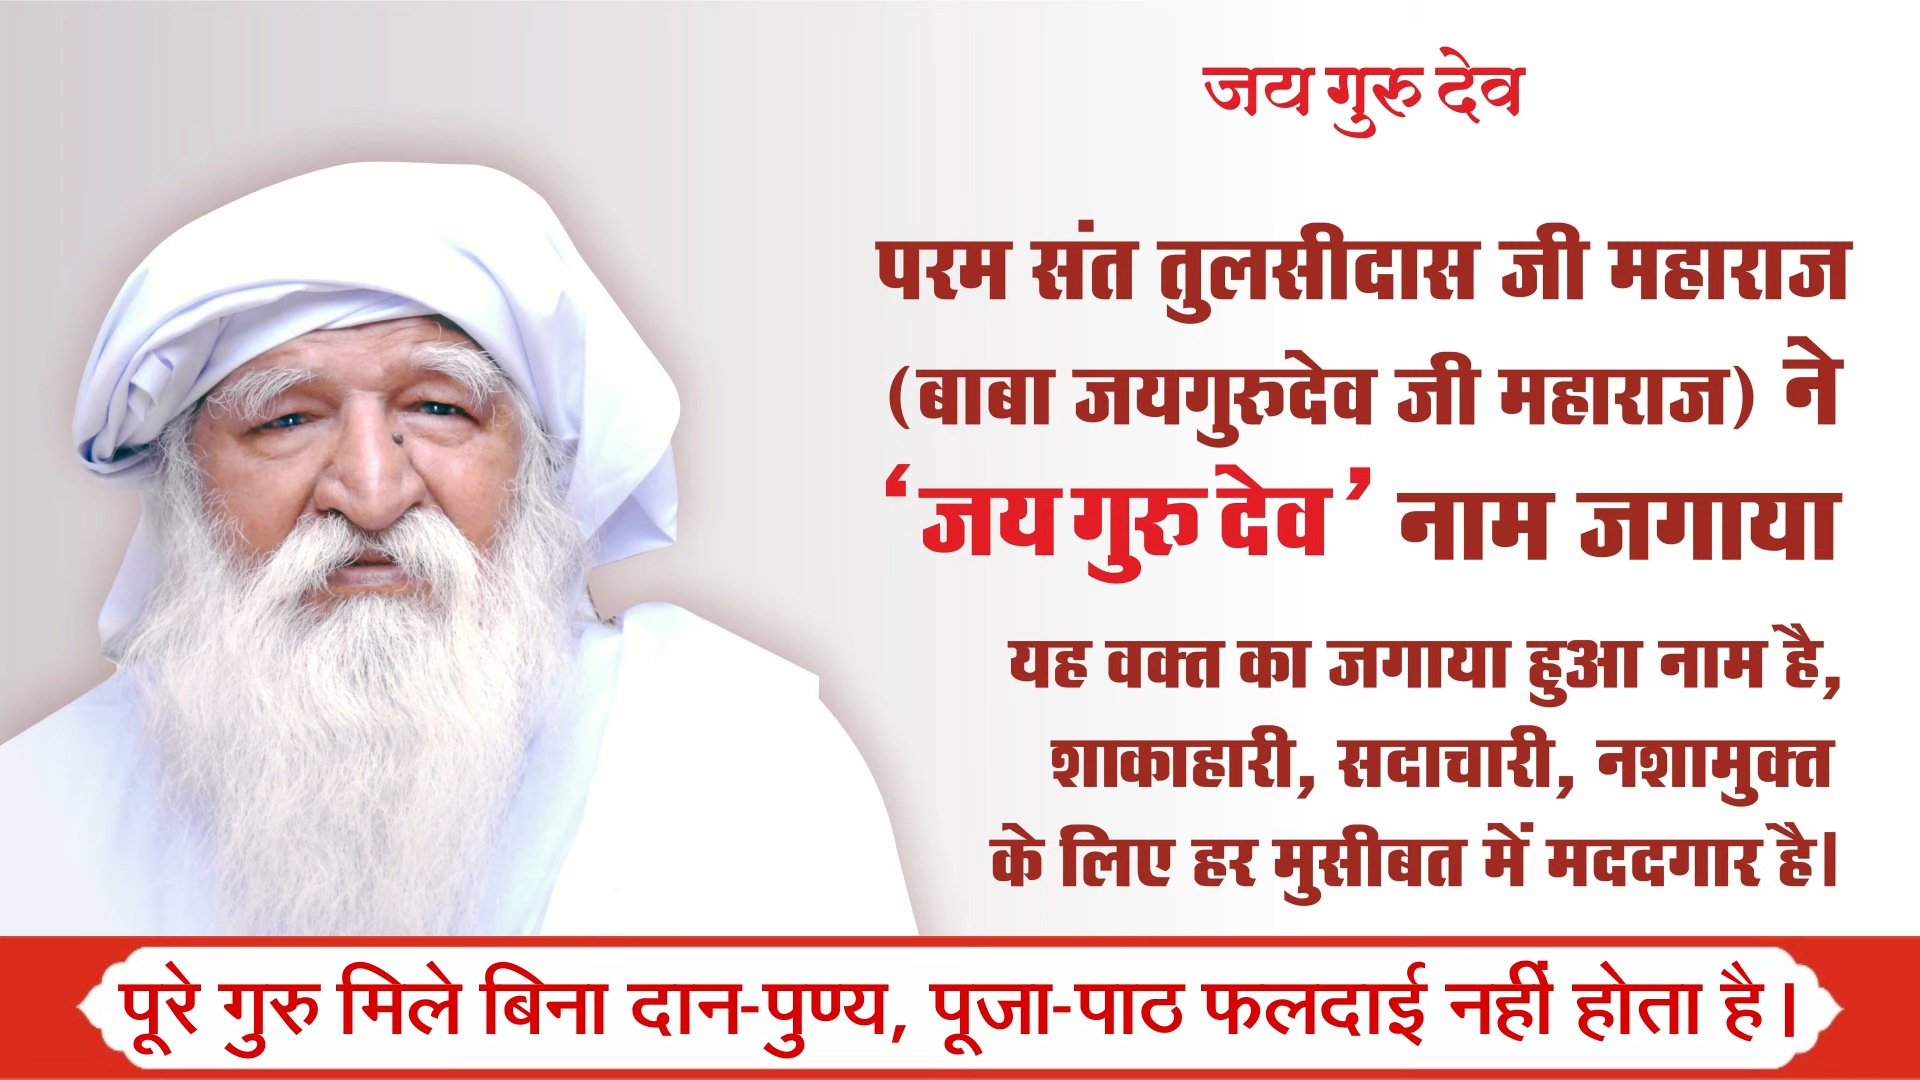 जय गुरु देव
परम संत तुलसीदास जी महाराज
(बाबा जयगुरुदेव जी महाराज) ने
‘जय गुरु देव’ नाम जगाया
यह वक्त का जगाया हुआ नाम है,
शाकाहारी, सदाचारी, नशामुक्त
के लिए हर मुसीबत में मददगार है।
पूरे गुरु मिले बिना दान-पुण्य, पूजा-पाठ फलदाई नहीं होता है।